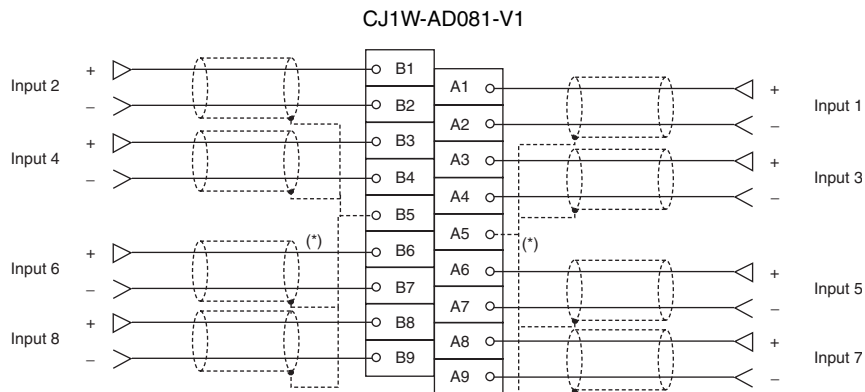 CJ1W-AD081-V1
Input 2
+
−
B1
B2
A1
A2
+
−
Input 1
Input 4
+
−
B3
B4
A3
A4
+
−
Input 3
B5
(*)
A5
(*)
Input 6
+
−
B6
B7
A6
A7
+
−
Input 5
Input 8
+
−
B8
B9
A8
A9
+
−
Input 7